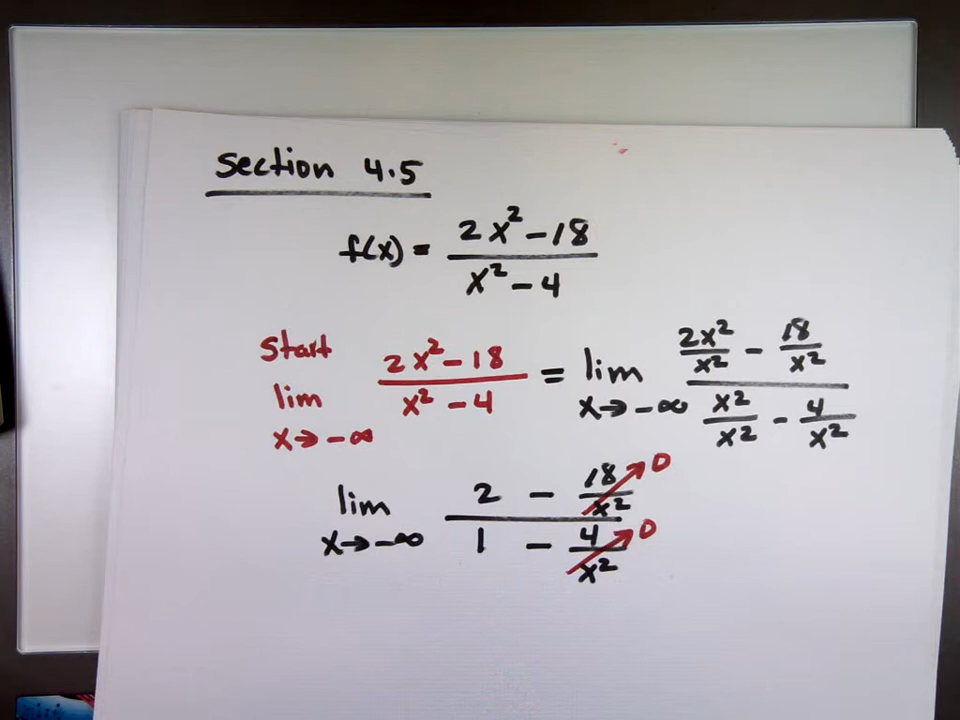 Section 4.5
f(x) = (2x² - 18)/(x² - 4)
Start
lim x→-∞ (2x² - 18)/(x² - 4) = lim x→-∞ (2x²/x² - 18/x²)/(x²/x² - 4/x²)
lim x→-∞ (2 - 18/x² → 0)/(1 - 4/x² → 0)